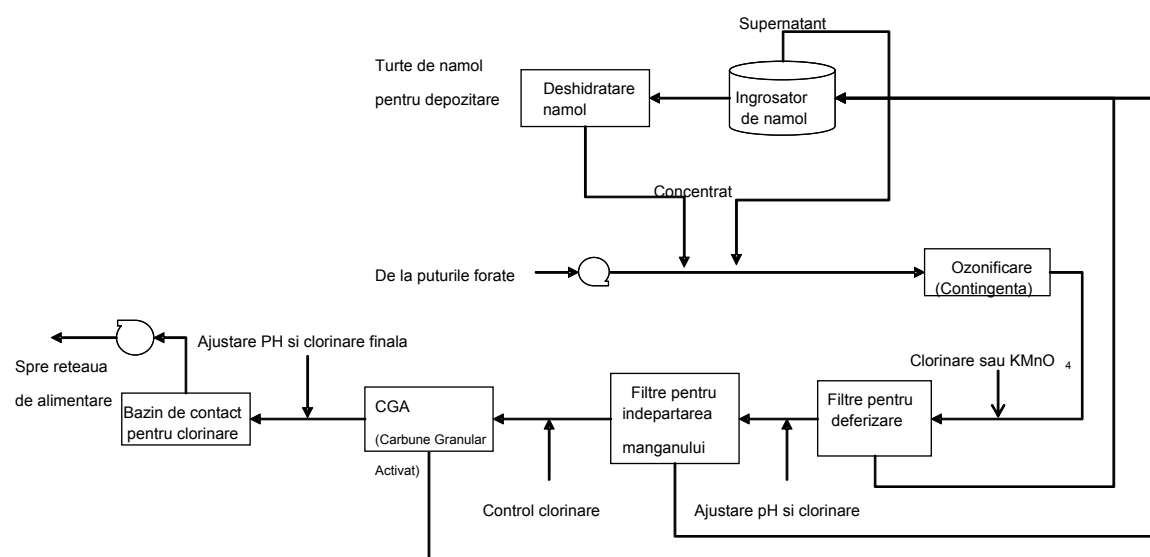 Supernatant
Turte de namol
pentru depozitare
Deshidratare
namol
Ingrosator
de namol
Concentrat
De la puturile forate
Ozonificare
(Contingenta)
Ajustare PH si clorinare finala
Spre reteaua
de alimentare
Clorinare sau KMnO 4
Bazin de contact
pentru clorinare
CGA
(Carbune Granular
Activat)
Filtre pentru
indepartarea
manganului
Filtre pentru
deferizare
Control clorinare
Ajustare pH si clorinare